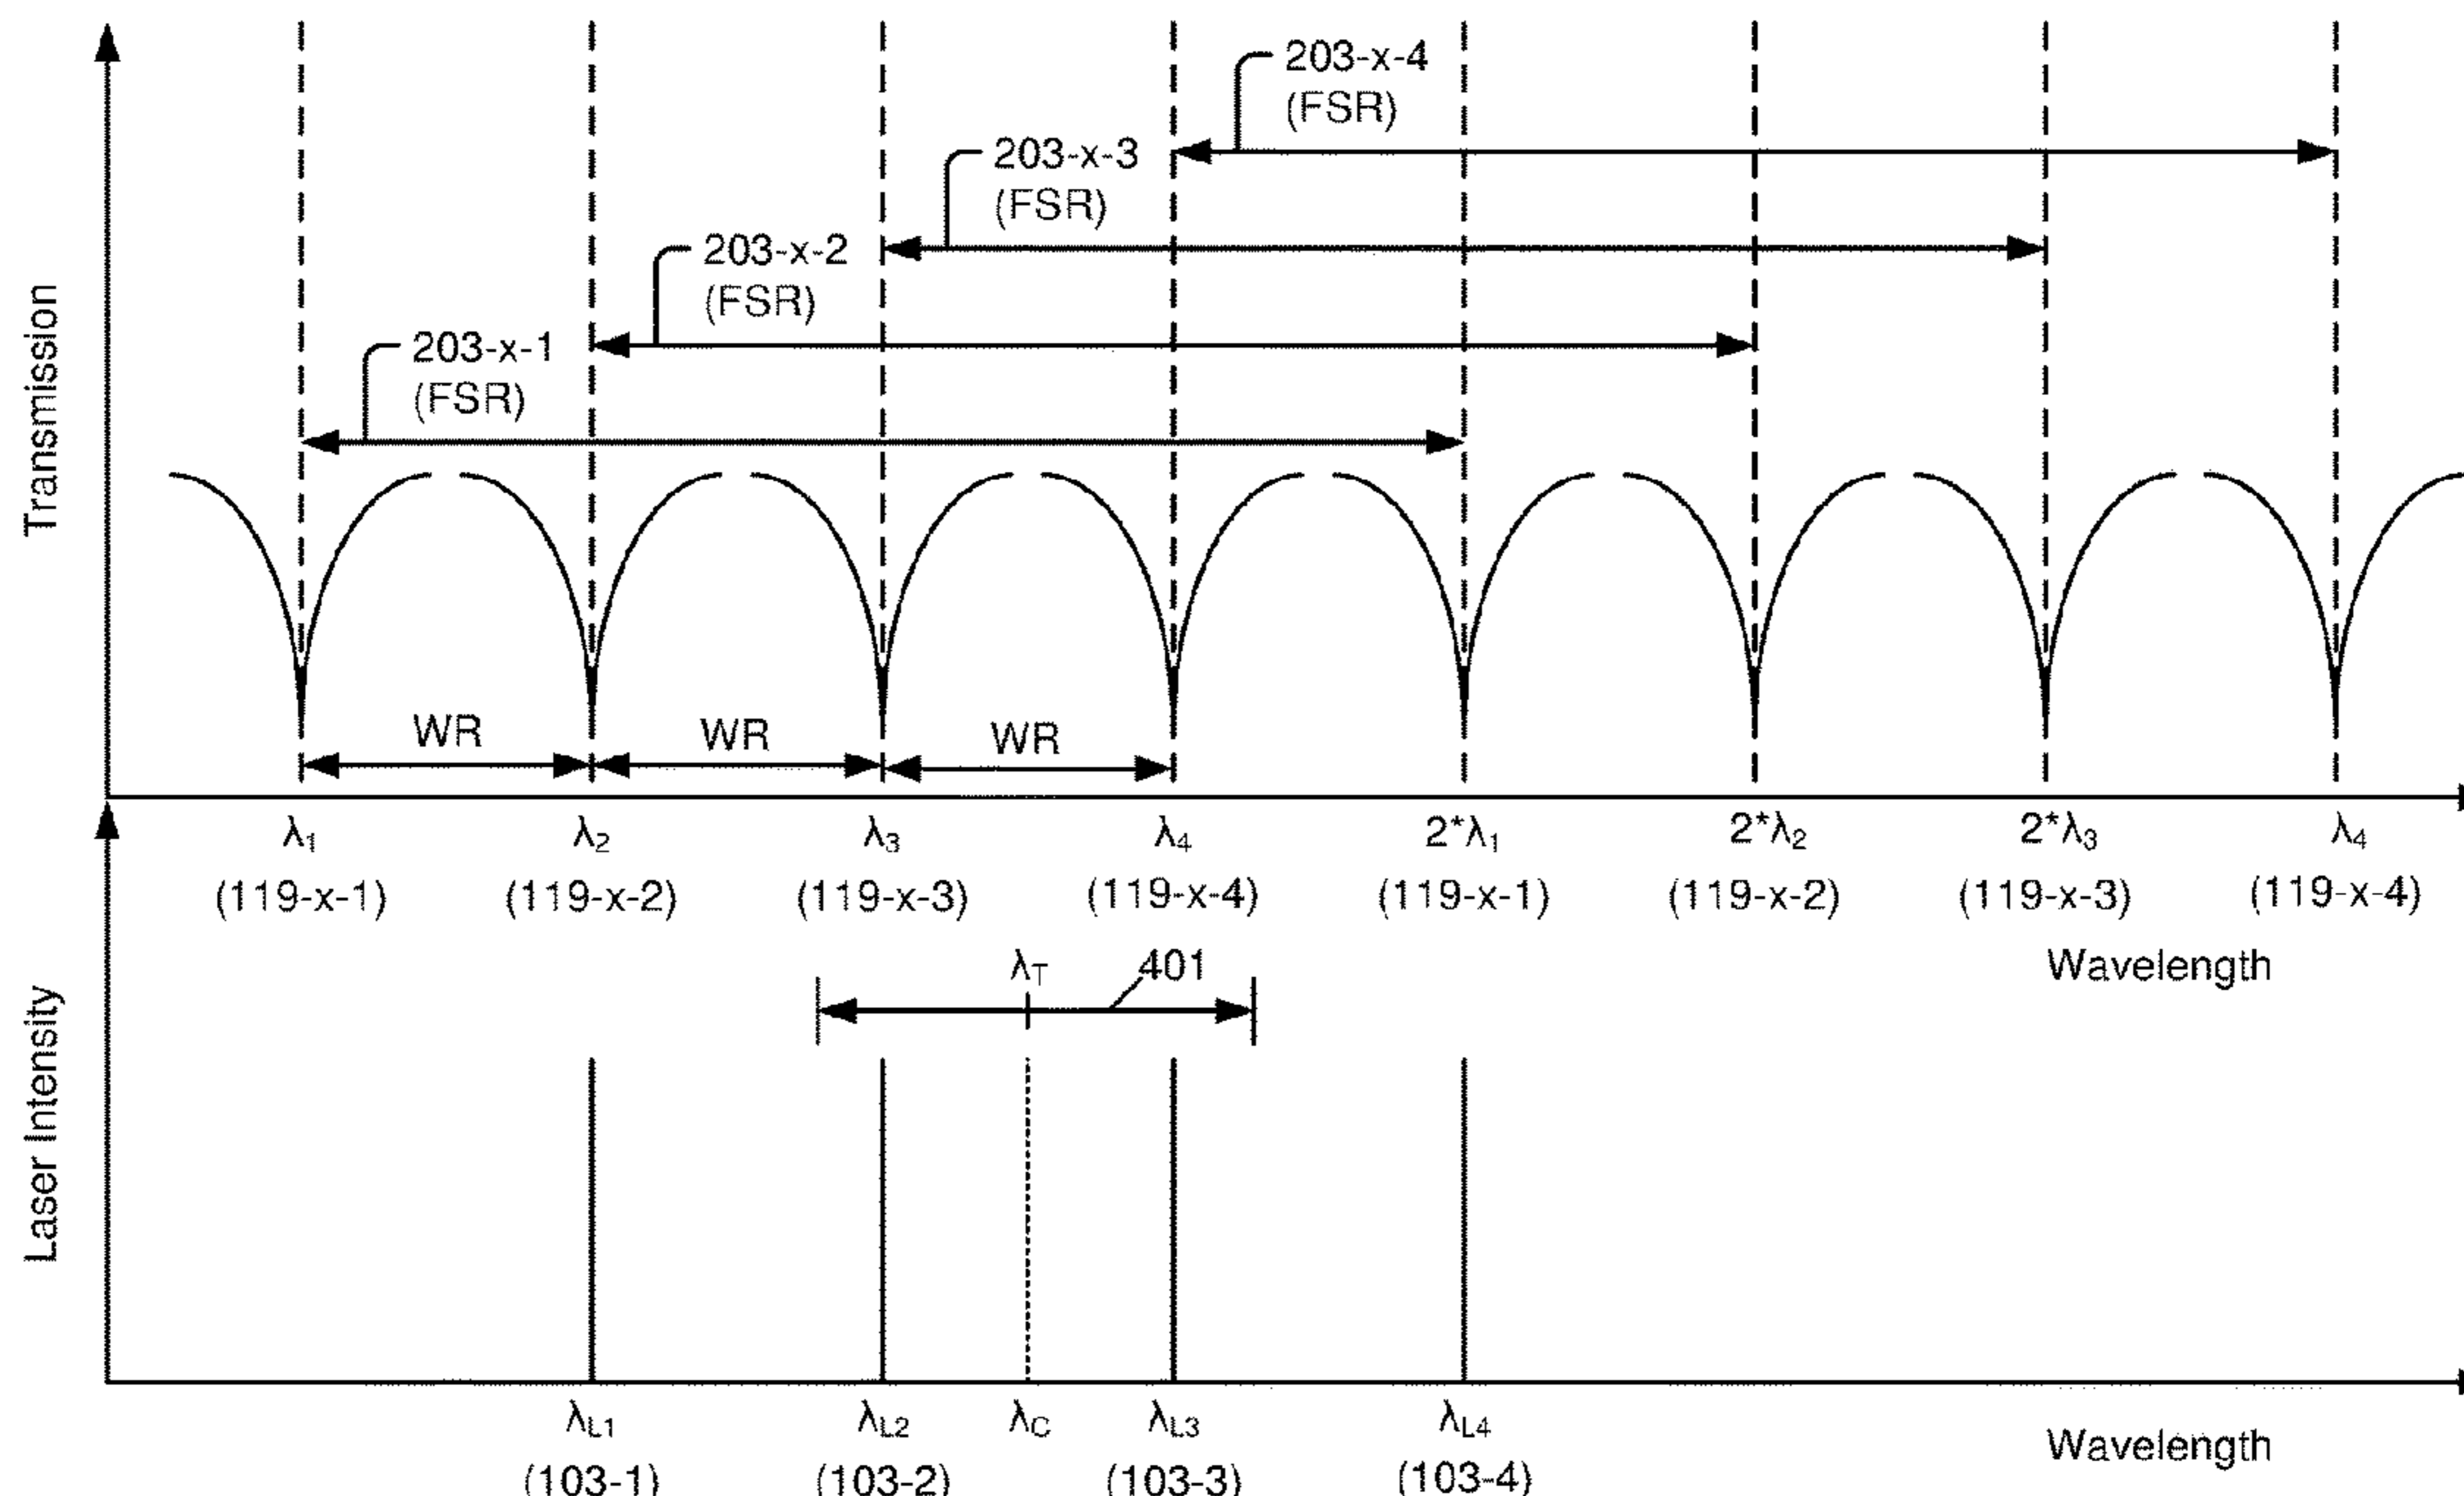 203-x-4
(FSR)
203-x-3
(FSR)
203-x-2
(FSR)
203-x-1
(FSR)
Transmission
WR WR WR
λ1 λ2 λ3 λ4 2*λ1 2*λ2 2*λ3 λ4
(119-x-1) (119-x-2) (119-x-3) (119-x-4) (119-x-1) (119-x-2) (119-x-3) (119-x-4)
Wavelength
λT 401
Laser Intensity
λL1 λL2 λC λL3 λL4
Wavelength
(103-1) (103-2) (103-3) (103-4)